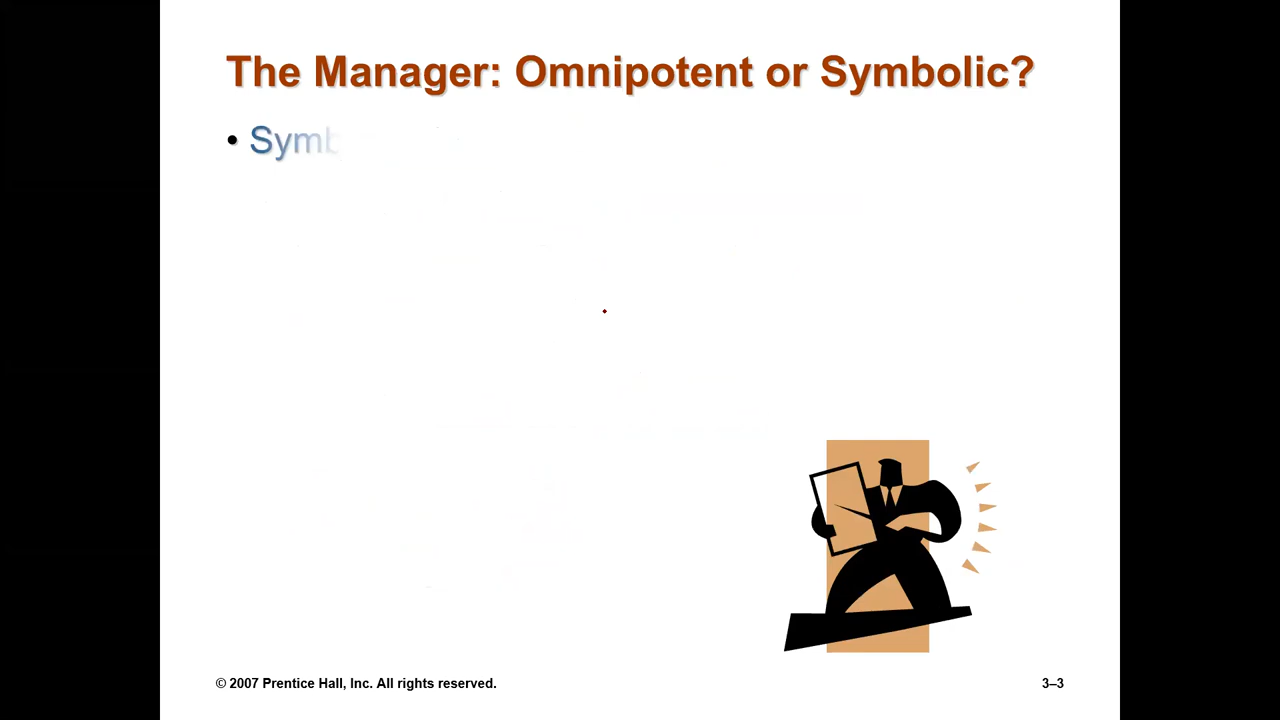 The Manager: Omnipotent or Symbolic?
• Symb
© 2007 Prentice Hall, Inc. All rights reserved.
3–3